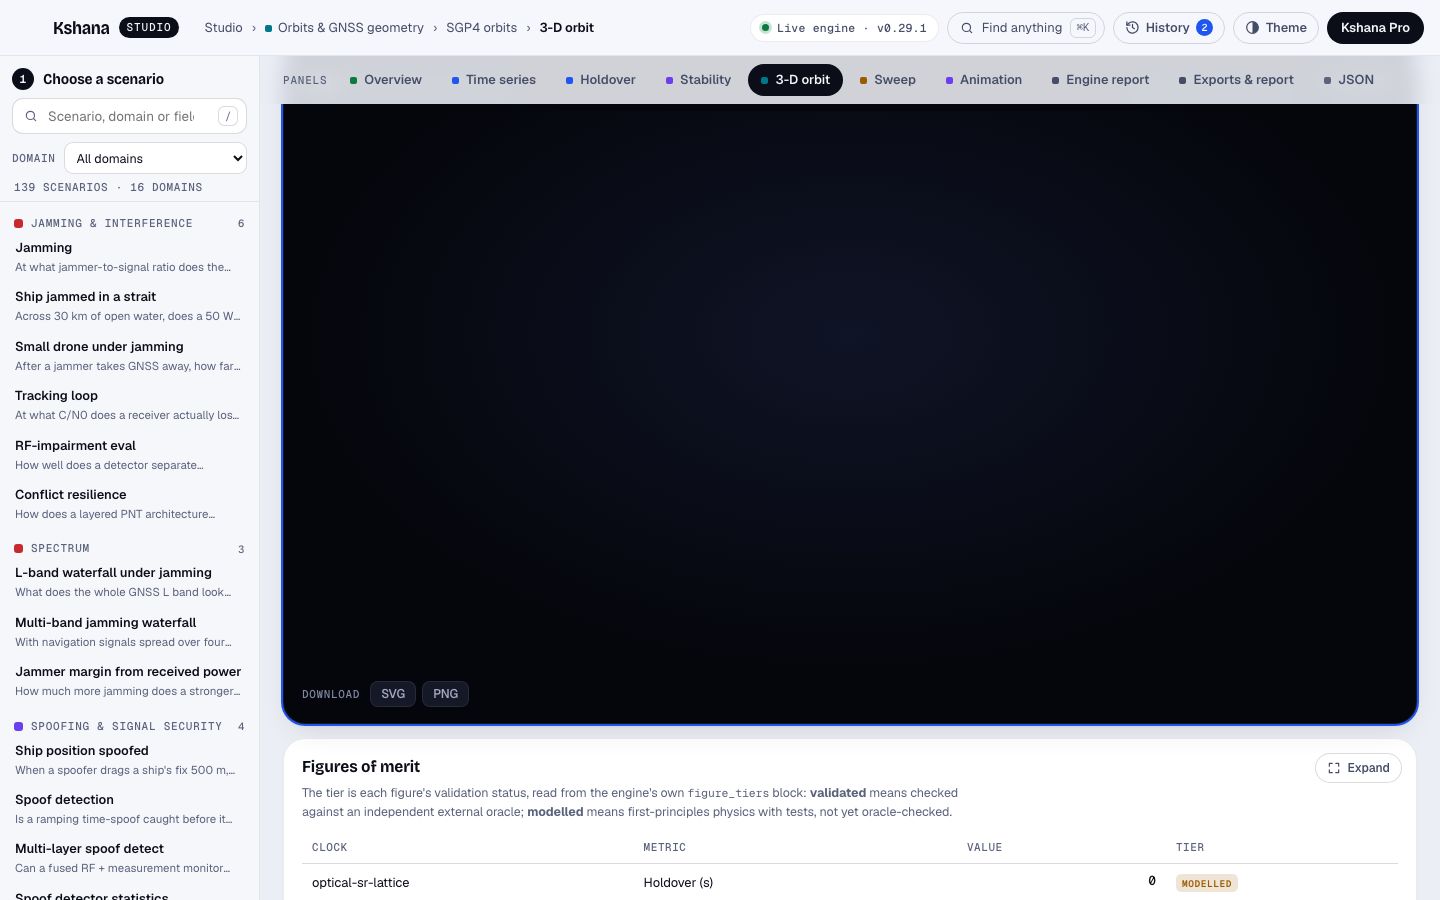 Kshana STUDIO Studio › Orbits & GNSS geometry › SGP4 orbits › 3-D orbit Live engine · v0.29.1 Find anything ⌘K History 2 Theme Kshana Pro
1 Choose a scenario
Scenario, domain or fiel /
DOMAIN All domains
139 SCENARIOS · 16 DOMAINS
JAMMING & INTERFERENCE 6
Jamming
At what jammer-to-signal ratio does the…
Ship jammed in a strait
Across 30 km of open water, does a 50 W…
Small drone under jamming
After a jammer takes GNSS away, how far…
Tracking loop
At what C/N0 does a receiver actually los…
RF-impairment eval
How well does a detector separate…
Conflict resilience
How does a layered PNT architecture…
SPECTRUM 3
L-band waterfall under jamming
What does the whole GNSS L band look…
Multi-band jamming waterfall
With navigation signals spread over four…
Jammer margin from received power
How much more jamming does a stronger…
SPOOFING & SIGNAL SECURITY 4
Ship position spoofed
When a spoofer drags a ship's fix 500 m,…
Spoof detection
Is a ramping time-spoof caught before it…
Multi-layer spoof detect
Can a fused RF + measurement monitor…
Spoof detector statistics
PANELS Overview Time series Holdover Stability 3-D orbit Sweep Animation Engine report Exports & report JSON
DOWNLOAD SVG PNG
Figures of merit Expand
The tier is each figure's validation status, read from the engine's own figure_tiers block: validated means checked
against an independent external oracle; modelled means first-principles physics with tests, not yet oracle-checked.
CLOCK METRIC VALUE TIER
optical-sr-lattice Holdover (s) 0 MODELLED